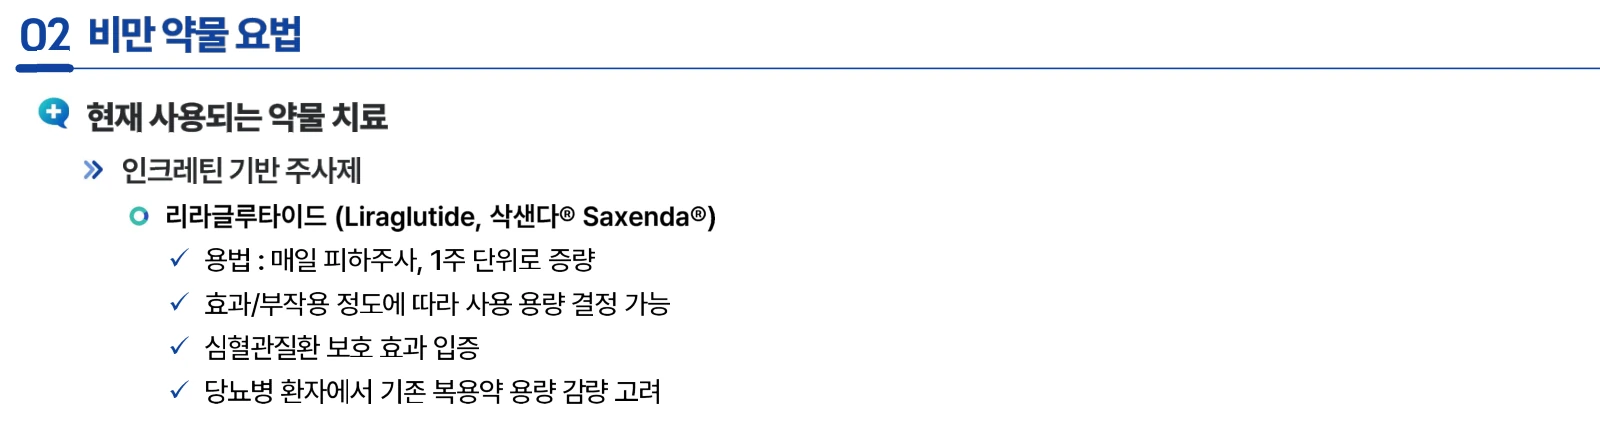 02 비만 약물 요법
현재 사용되는 약물 치료
인크레틴 기반 주사제
리라글루타이드 (Liraglutide, 삭샌다® Saxenda®)
용법 : 매일 피하주사, 1주 단위로 증량
효과/부작용 정도에 따라 사용 용량 결정 가능
심혈관질환 보호 효과 입증
당뇨병 환자에서 기존 복용약 용량 감량 고려